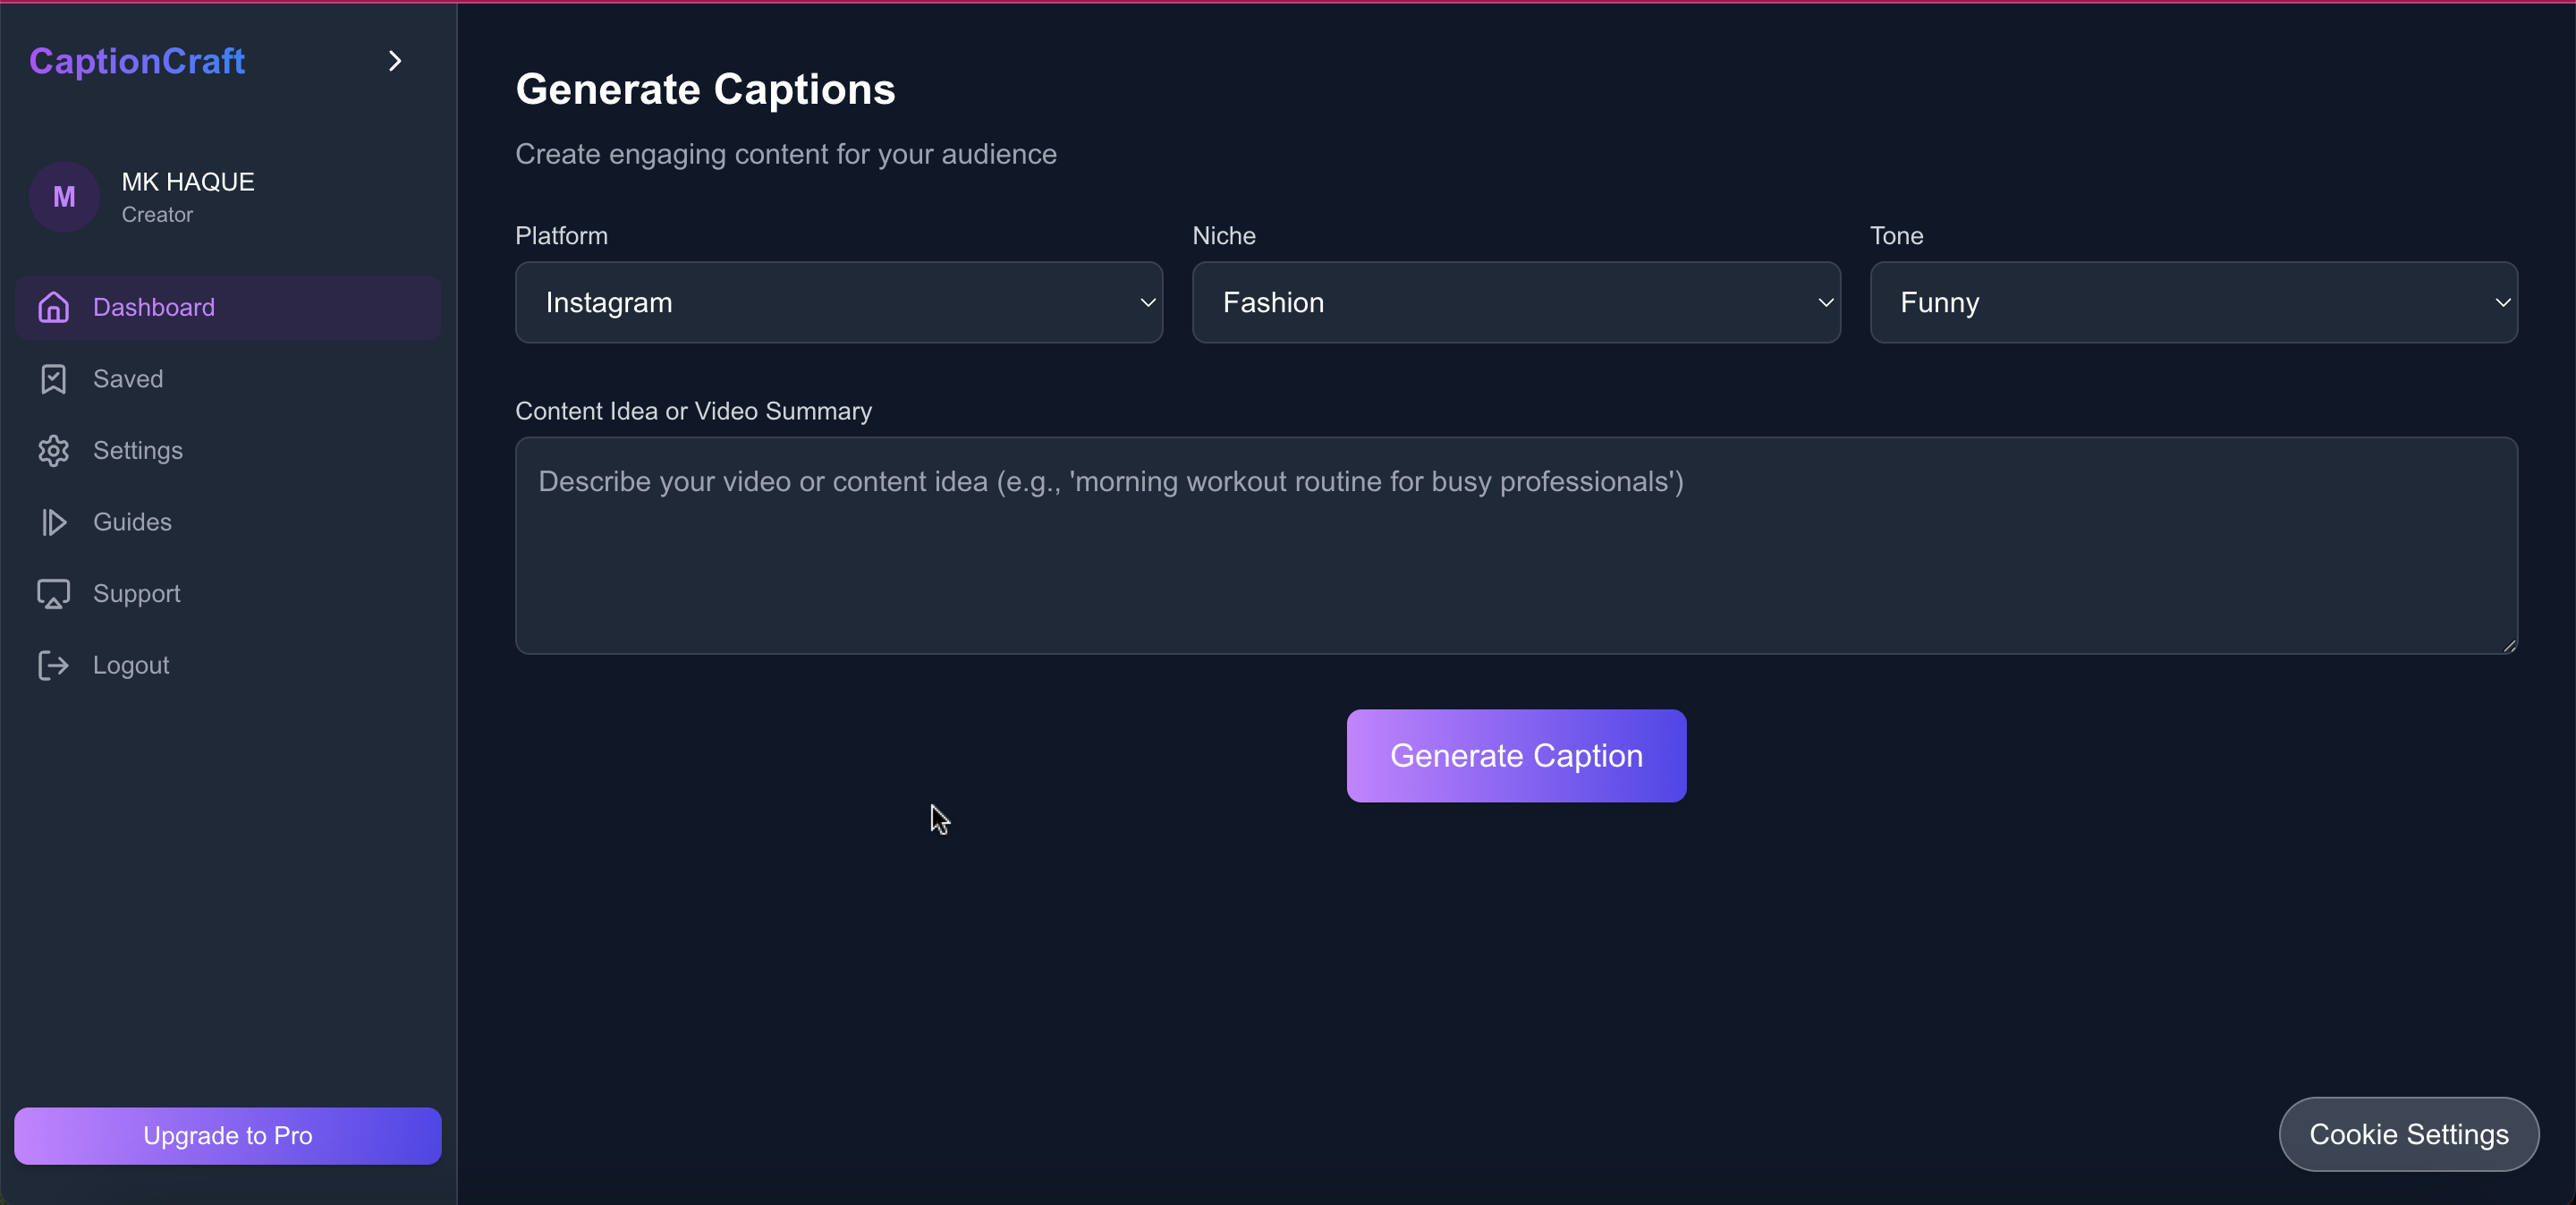 CaptionCraft
M
MK HAQUE
Creator
Dashboard
Saved
Settings
Guides
Support
Logout
Upgrade to Pro
Generate Captions
Create engaging content for your audience
Platform
Niche
Tone
Instagram
Fashion
Funny
Content Idea or Video Summary
Describe your video or content idea (e.g., 'morning workout routine for busy professionals')
Generate Caption
Cookie Settings